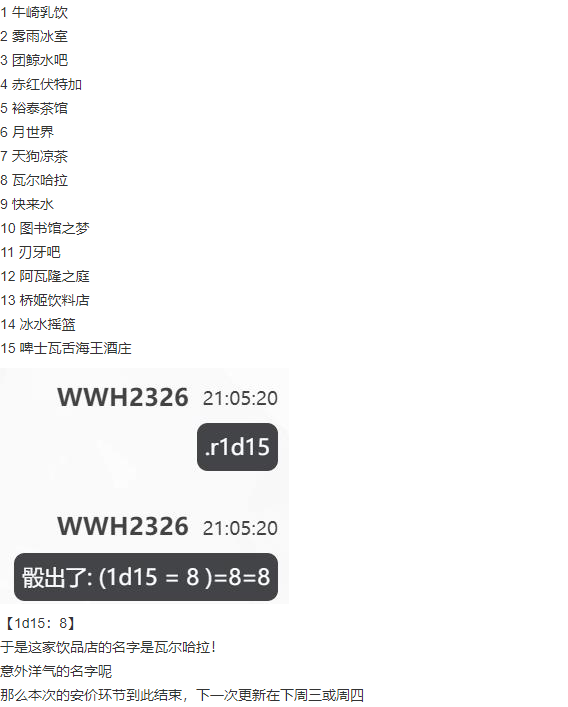 1 牛崎乳饮
2 雾雨冰室
3 团鲸水吧
4 赤红伏特加
5 裕泰茶馆
6 月世界
7 天狗凉茶
8 瓦尔哈拉
9 快来水
10 图书馆之梦
11 刃牙吧
12 阿瓦隆之庭
13 桥姬饮料店
14 冰水摇篮
15 啤士瓦舌海王酒庄
WWH2326 21:05:20
.r1d15
WWH2326 21:05:20
骰出了: (1d15 = 8 )=8=8
【1d15：8】
于是这家饮品店的名字是瓦尔哈拉！
意外洋气的名字呢
那么本次的安价环节到此结束，下一次更新在下周三或周四